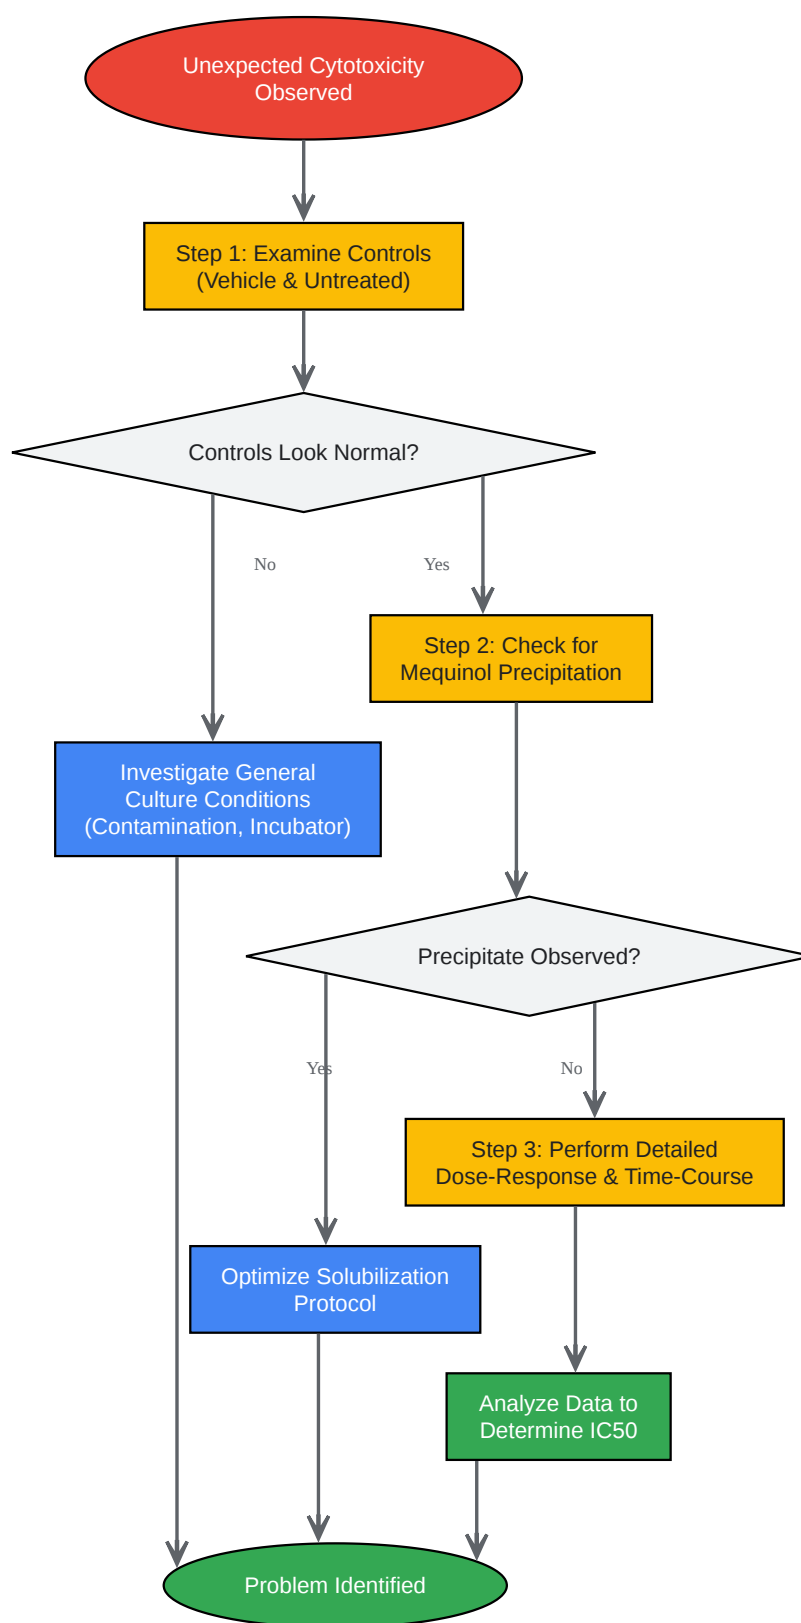 Unexpected Cytotoxicity
Observed
Step 1: Examine Controls
(Vehicle & Untreated)
Controls Look Normal?
No
Yes
Step 2: Check for
Mequinol Precipitation
Investigate General
Culture Conditions
(Contamination, Incubator)
Precipitate Observed?
Yes
No
Step 3: Perform Detailed
Dose-Response & Time-Course
Optimize Solubilization
Protocol
Analyze Data to
Determine IC50
Problem Identified